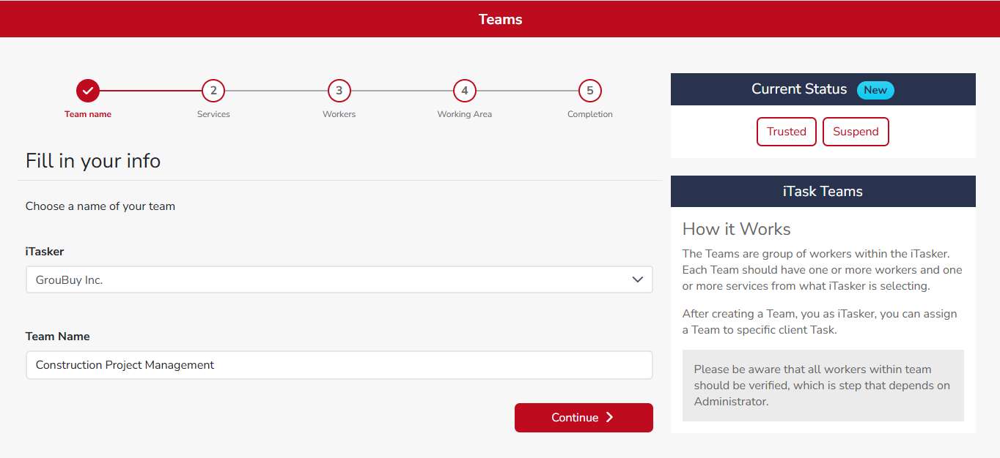 Teams
2
3
4
5
Team name
Services
Workers
Working Area
Completion
Fill in your info
Choose a name of your team
iTasker
GrouBuy Inc.
Team Name
Construction Project Management
Continue
Current Status New
Trusted
Suspend
iTask Teams
How it Works
The Teams are group of workers within the iTasker.
Each Team should have one or more workers and one
or more services from what iTasker is selecting.
After creating a Team, you as iTasker, you can assign
a Team to specific client Task.
Please be aware that all workers within team
should be verified, which is step that depends on
Administrator.